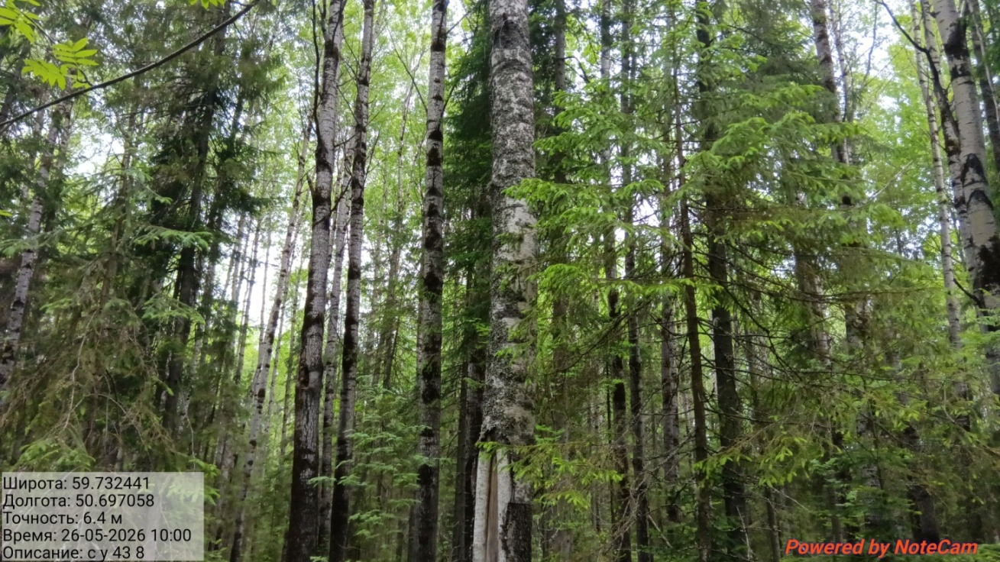 Широта: 59.732441
Долгота: 50.697058
Точность: 6.4 м
Время: 26-05-2026 10:00
Описание: с у 43 8
Powered by NoteCam